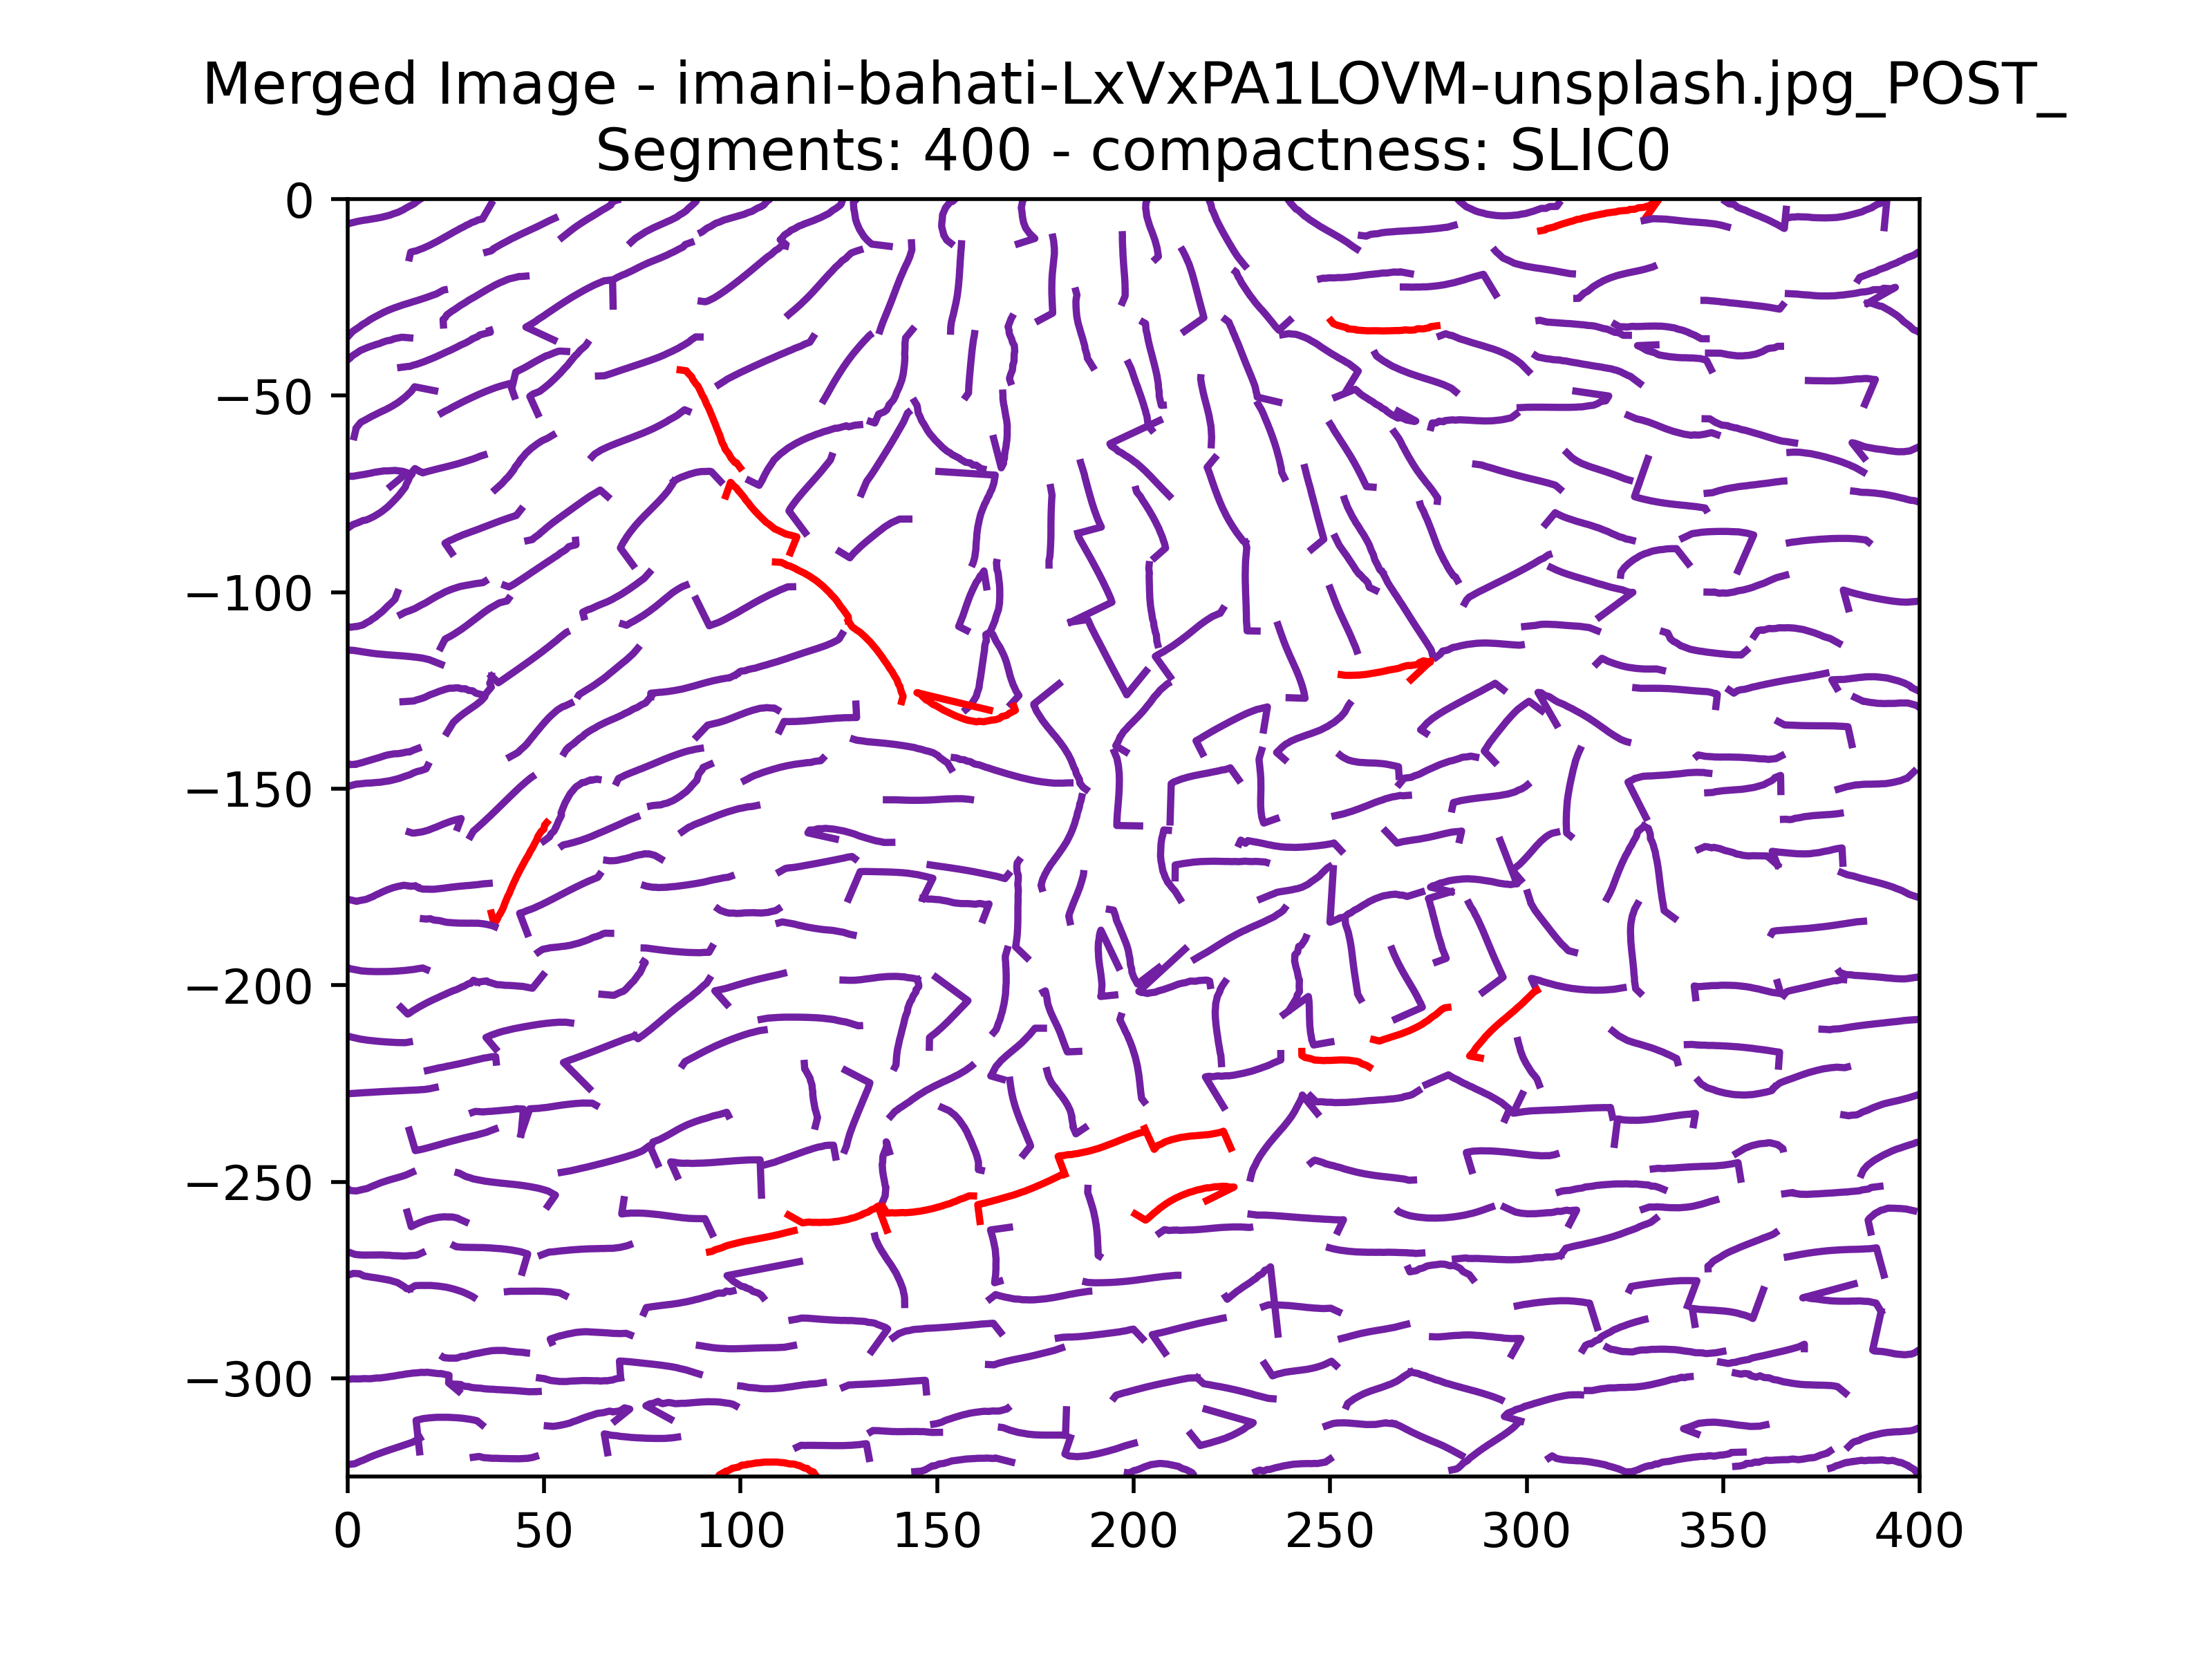 Merged Image - imani-bahati-LxVxPA1LOVM-unsplash.jpg_POST_
Segments: 400 - compactness: SLIC0
0
−50
−100
−150
−200
−250
−300
0 50 100 150 200 250 300 350 400